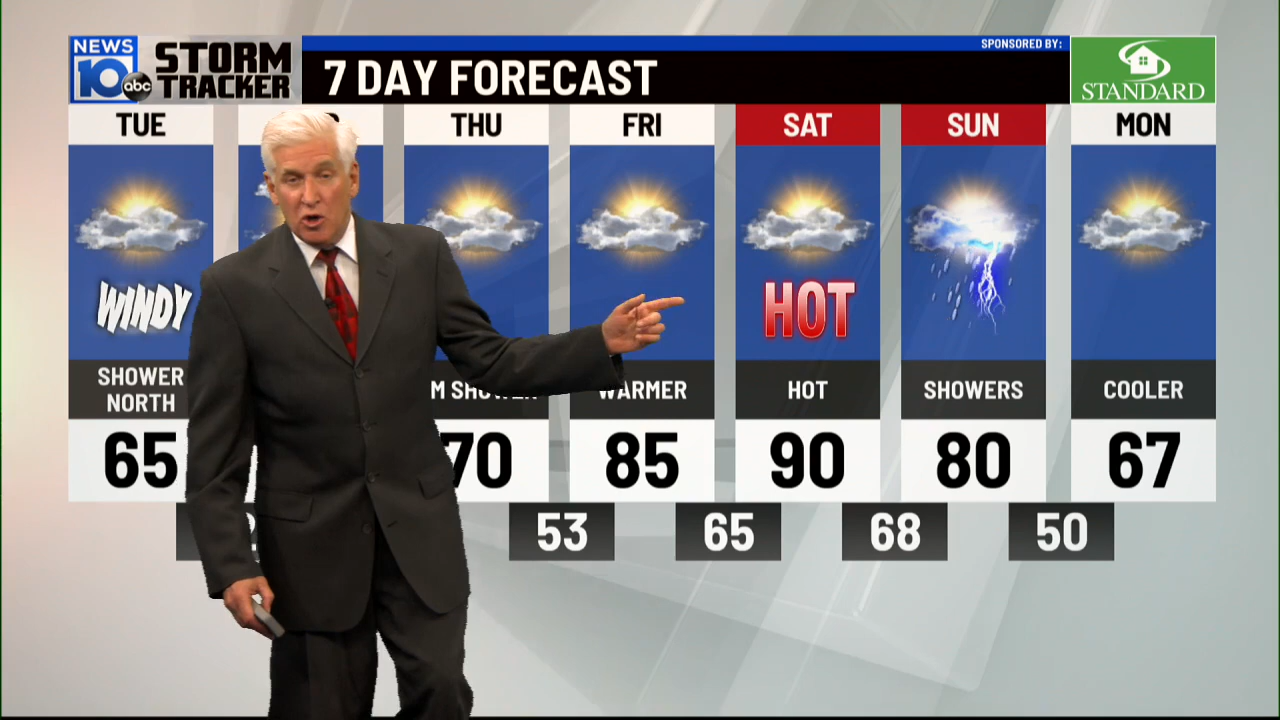 NEWS
10
abc
STORM
TRACKER
7 DAY FORECAST
SPONSORED BY:
STANDARD
TUE
THU
FRI
SAT
SUN
MON
WINDY
HOT
SHOWER
NORTH
WARMER
HOT
SHOWERS
COOLER
65
70
85
90
80
67
53
65
68
50